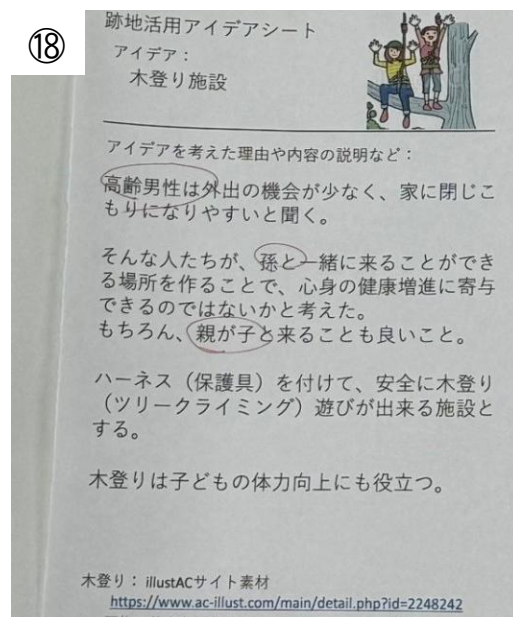 ⑱
跡地活用アイデアシート
アイデア：
木登り施設
アイデアを考えた理由や内容の説明など：
高齢男性は外出の機会が少なく、家に閉じこ
もりになりやすいと聞く。
そんな人たちが、孫と一緒に来ることができ
る場所を作ることで、心身の健康増進に寄与
できるのではないかと考えた。
もちろん、親が子と来ることも良いこと。
ハーネス（保護具）を付けて、安全に木登り
（ツリークライミング）遊びが出来る施設と
する。
木登りは子どもの体力向上にも役立つ。
木登り：illustACサイト素材
https://www.ac-illust.com/main/detail.php?id=2248242